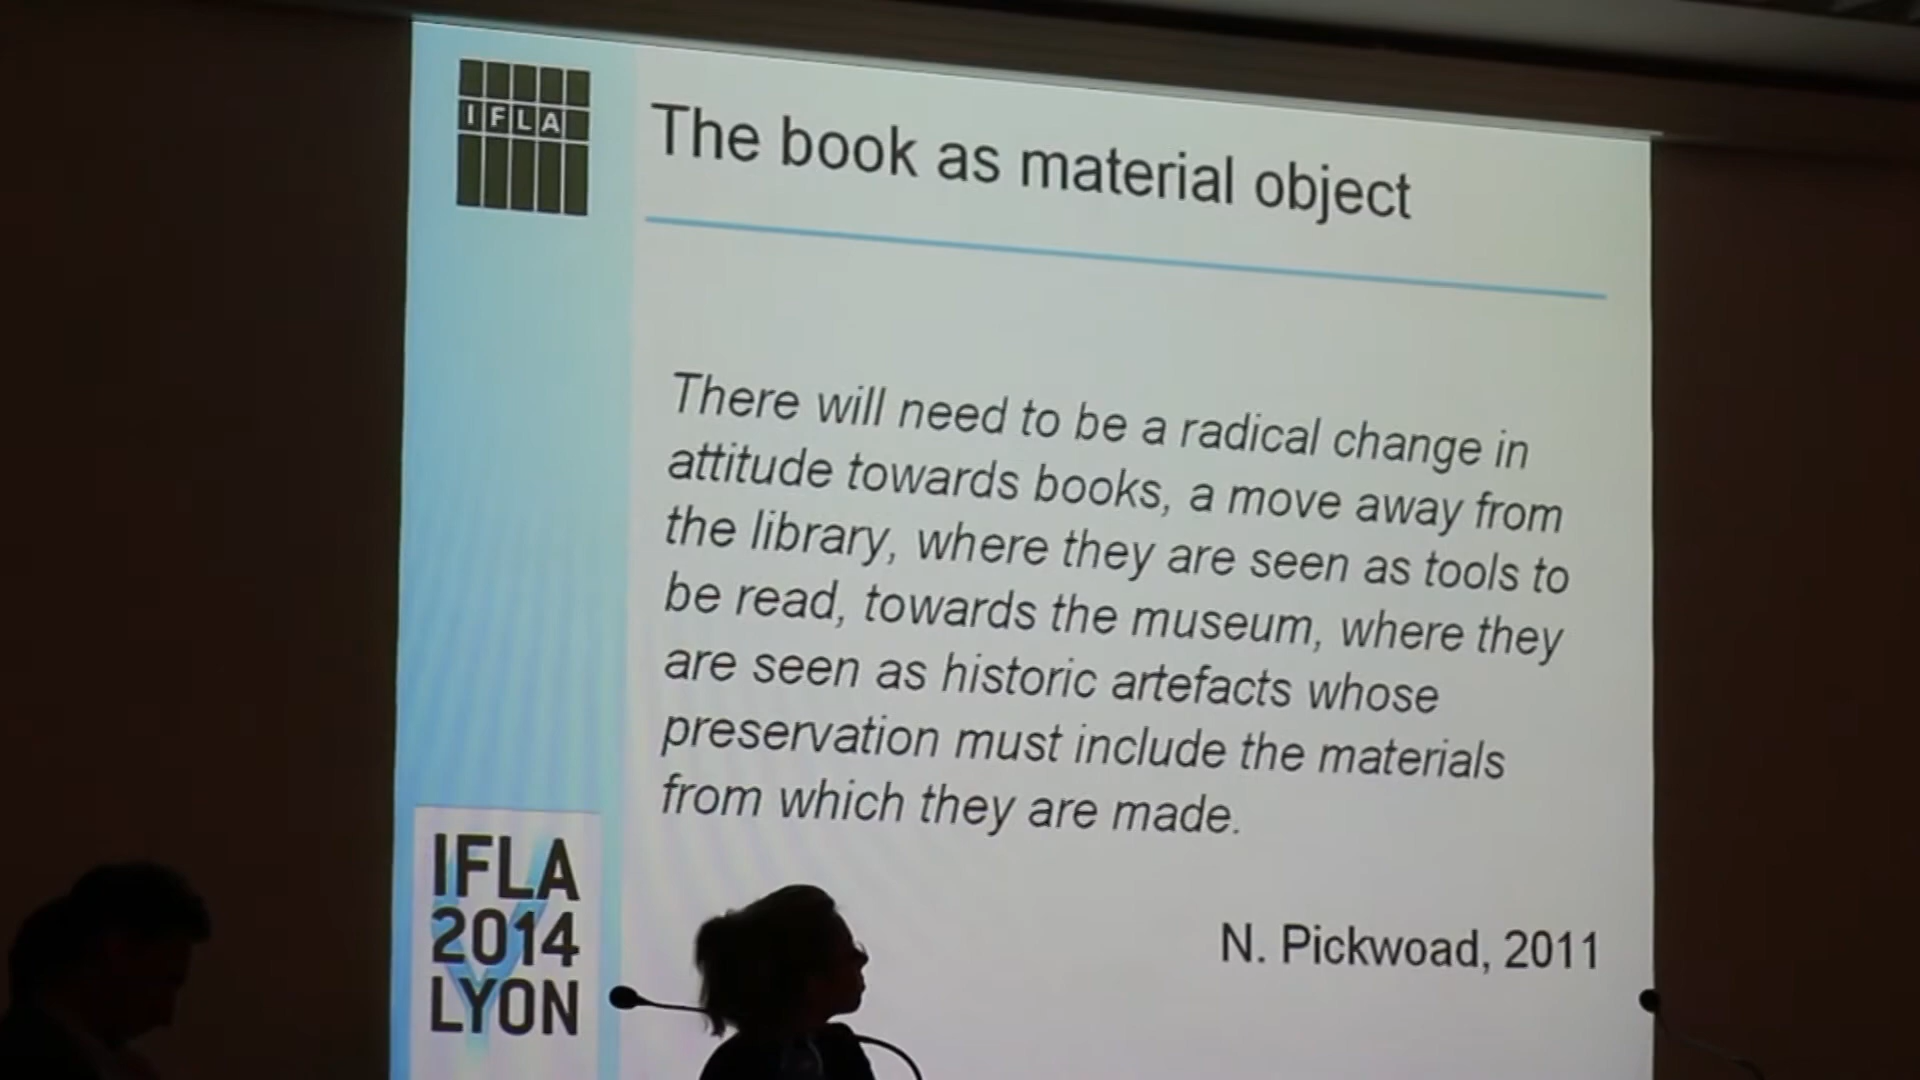 IFLA
The book as material object
There will need to be a radical change in
attitude towards books, a move away from
the library, where they are seen as tools to
be read, towards the museum, where they
are seen as historic artefacts whose
preservation must include the materials
from which they are made.
N. Pickwoad, 2011
IFLA
2014
LYON